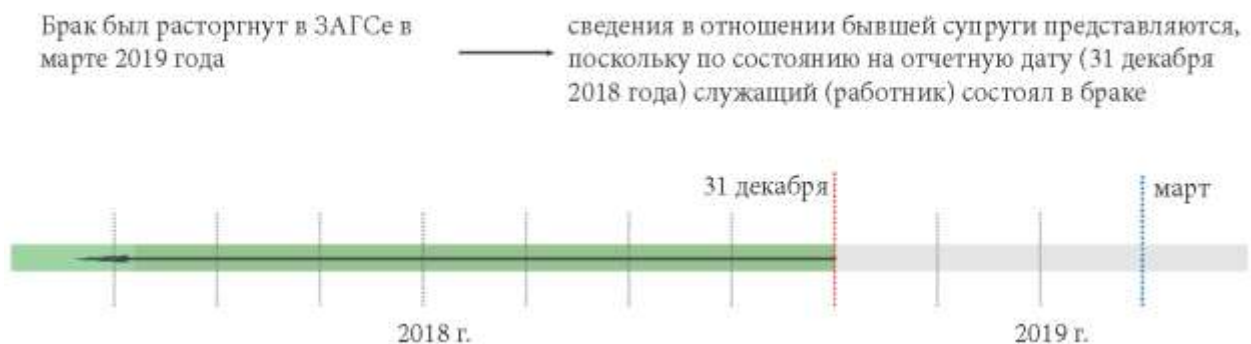 Брак был расторгнут в ЗАГСе в
марте 2019 года
сведения в отношении бывшей супруги представляются,
поскольку по состоянию на отчетную дату (31 декабря
2018 года) служащий (работник) состоял в браке
31 декабря
март
2018 г.
2019 г.